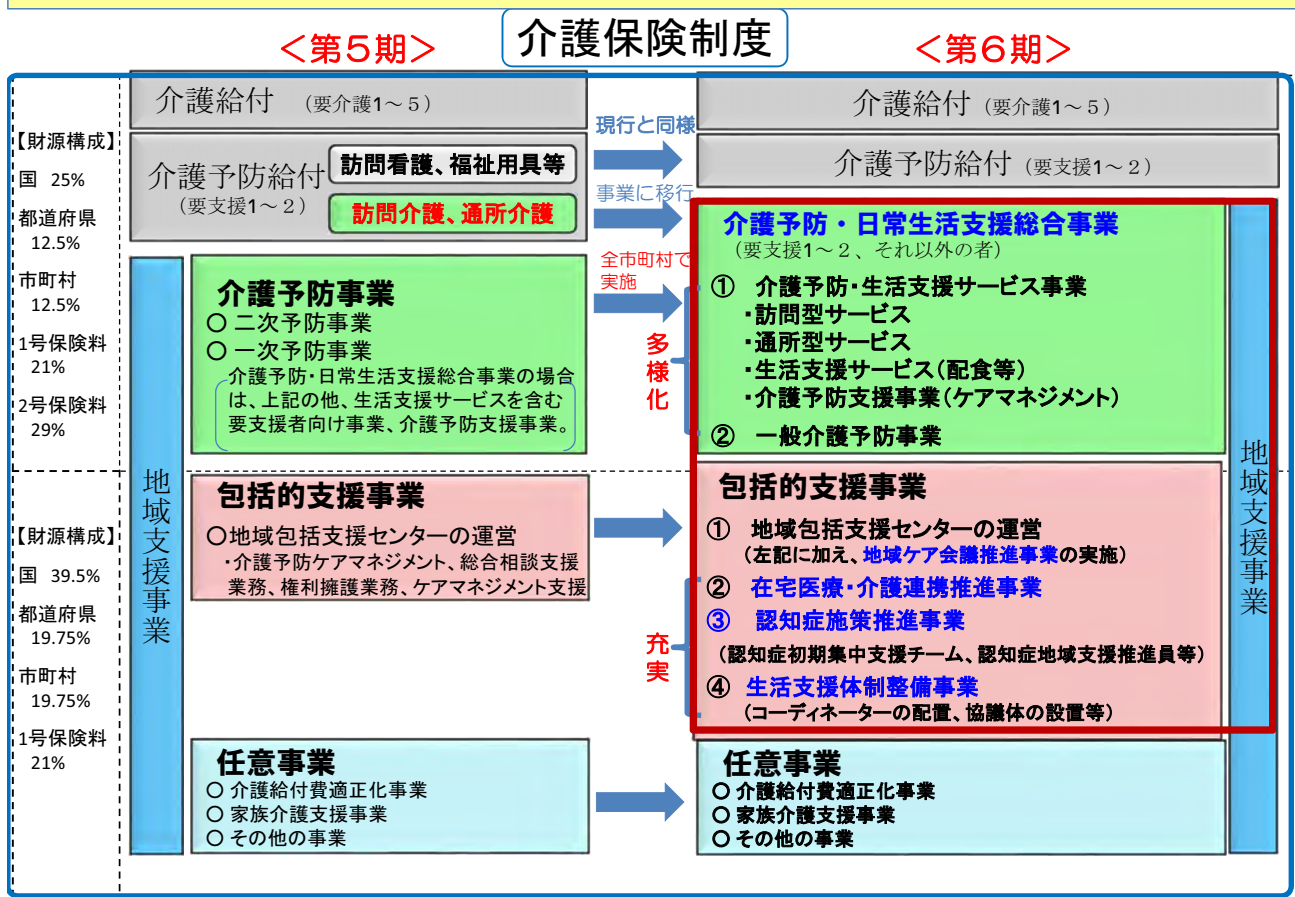 介護保険制度
＜第５期＞
＜第６期＞
【財源構成】
国 25%
都道府県
12.5%
市町村
12.5%
1号保険料
21%
2号保険料
29%
【財源構成】
国 39.5%
都道府県
19.75%
市町村
19.75%
1号保険料
21%
介護給付 （要介護1～５）
介護予防給付
（要支援1～２）
訪問看護、福祉用具等
訪問介護、通所介護
地域支援事業
介護予防事業
○ 二次予防事業
○ 一次予防事業
介護予防・日常生活支援総合事業の場合
は、上記の他、生活支援サービスを含む
要支援者向け事業、介護予防支援事業。
包括的支援事業
○地域包括支援センターの運営
・介護予防ケアマネジメント、総合相談支援
業務、権利擁護業務、ケアマネジメント支援
任意事業
○ 介護給付費適正化事業
○ 家族介護支援事業
○ その他の事業
現行と同様
事業に移行
全市町村で
実施
多様化
充実
介護給付 （要介護1～５）
介護予防給付 （要支援1～２）
介護予防・日常生活支援総合事業
（要支援1～２、それ以外の者）
① 介護予防・生活支援サービス事業
・訪問型サービス
・通所型サービス
・生活支援サービス（配食等）
・介護予防支援事業（ケアマネジメント）
② 一般介護予防事業
包括的支援事業
① 地域包括支援センターの運営
（左記に加え、地域ケア会議推進事業の実施）
② 在宅医療・介護連携推進事業
③ 認知症施策推進事業
（認知症初期集中支援チーム、認知症地域支援推進員等）
④ 生活支援体制整備事業
（コーディネーターの配置、協議体の設置等）
任意事業
○ 介護給付費適正化事業
○ 家族介護支援事業
○ その他の事業
地域支援事業